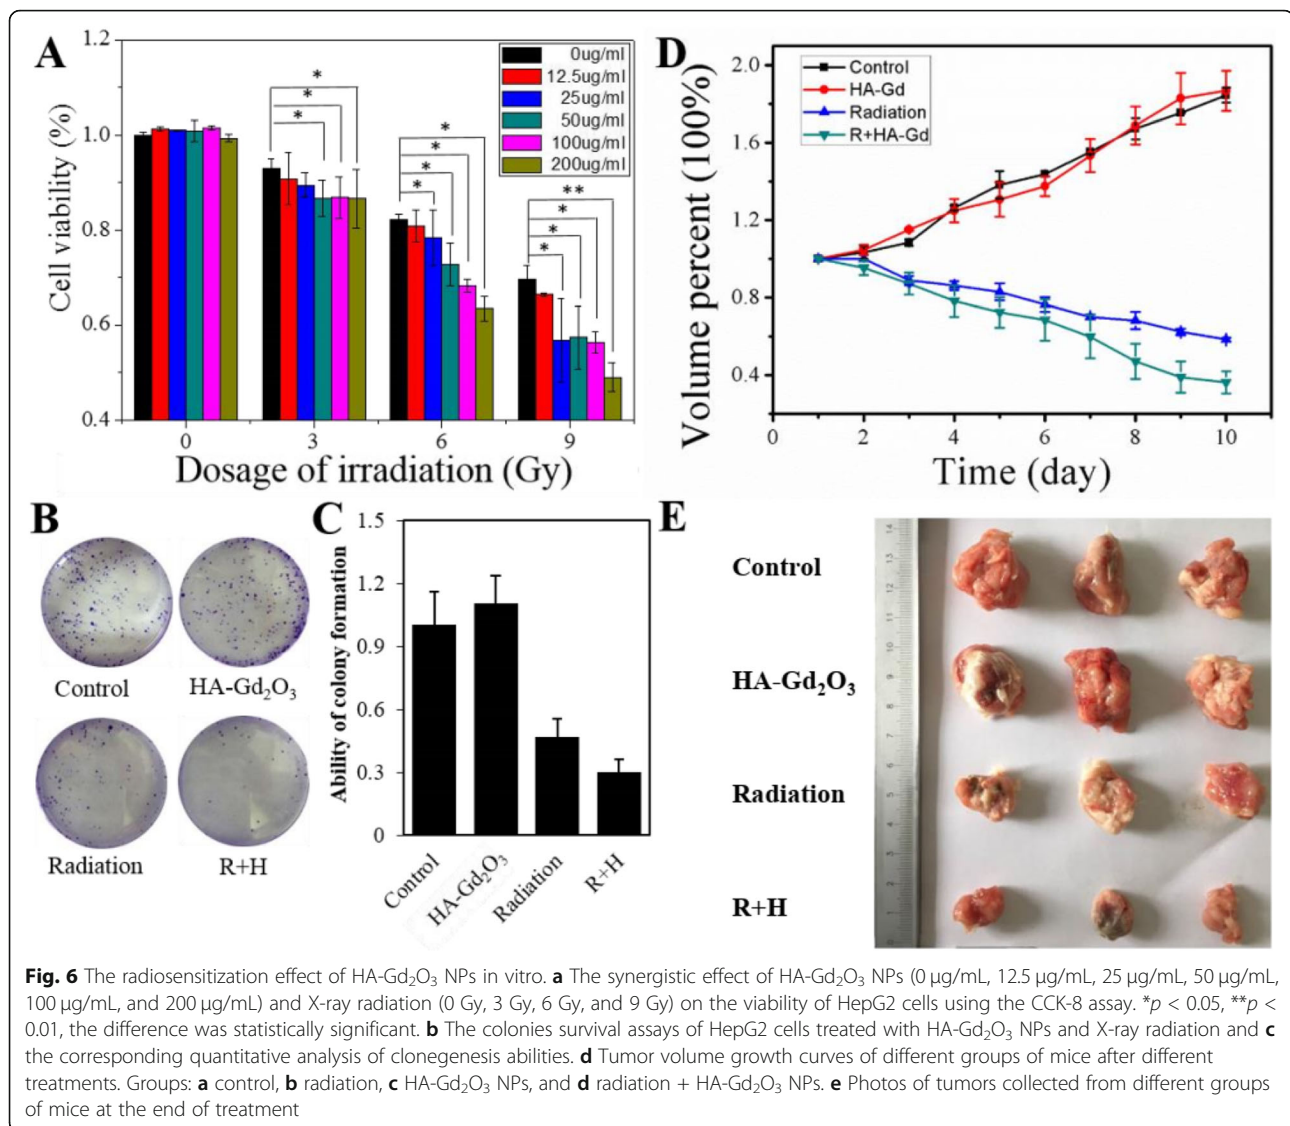 A
1.2
1.0
0.8
0.6
0.4
Cell viability (%)
0ug/ml
12.5ug/ml
25ug/ml
50ug/ml
100ug/ml
200ug/ml
* * *
* * * *
** * * *
0 3 6 9
Dosage of irradiation (Gy)
D
2.0
1.6
1.2
0.8
0.4
Volume percent (100%)
Control
HA-Gd
Radiation
R+HA-Gd
0 2 4 6 8 10
Time (day)
B
Control
HA-Gd₂O₃
Radiation
R+H
C
1.5
1.2
0.9
0.6
0.3
0
Ability of colony formation
Control
HA-Gd₂O₃
Radiation
R+H
E
Control
HA-Gd₂O₃
Radiation
R+H
Fig. 6 The radiosensitization effect of HA-Gd₂O₃ NPs in vitro. a The synergistic effect of HA-Gd₂O₃ NPs (0 μg/mL, 12.5 μg/mL, 25 μg/mL, 50 μg/mL,
100 μg/mL, and 200 μg/mL) and X-ray radiation (0 Gy, 3 Gy, 6 Gy, and 9 Gy) on the viability of HepG2 cells using the CCK-8 assay. *p < 0.05, **p <
0.01, the difference was statistically significant. b The colonies survival assays of HepG2 cells treated with HA-Gd₂O₃ NPs and X-ray radiation and c
the corresponding quantitative analysis of clonegenesis abilities. d Tumor volume growth curves of different groups of mice after different
treatments. Groups: a control, b radiation, c HA-Gd₂O₃ NPs, and d radiation + HA-Gd₂O₃ NPs. e Photos of tumors collected from different groups
of mice at the end of treatment